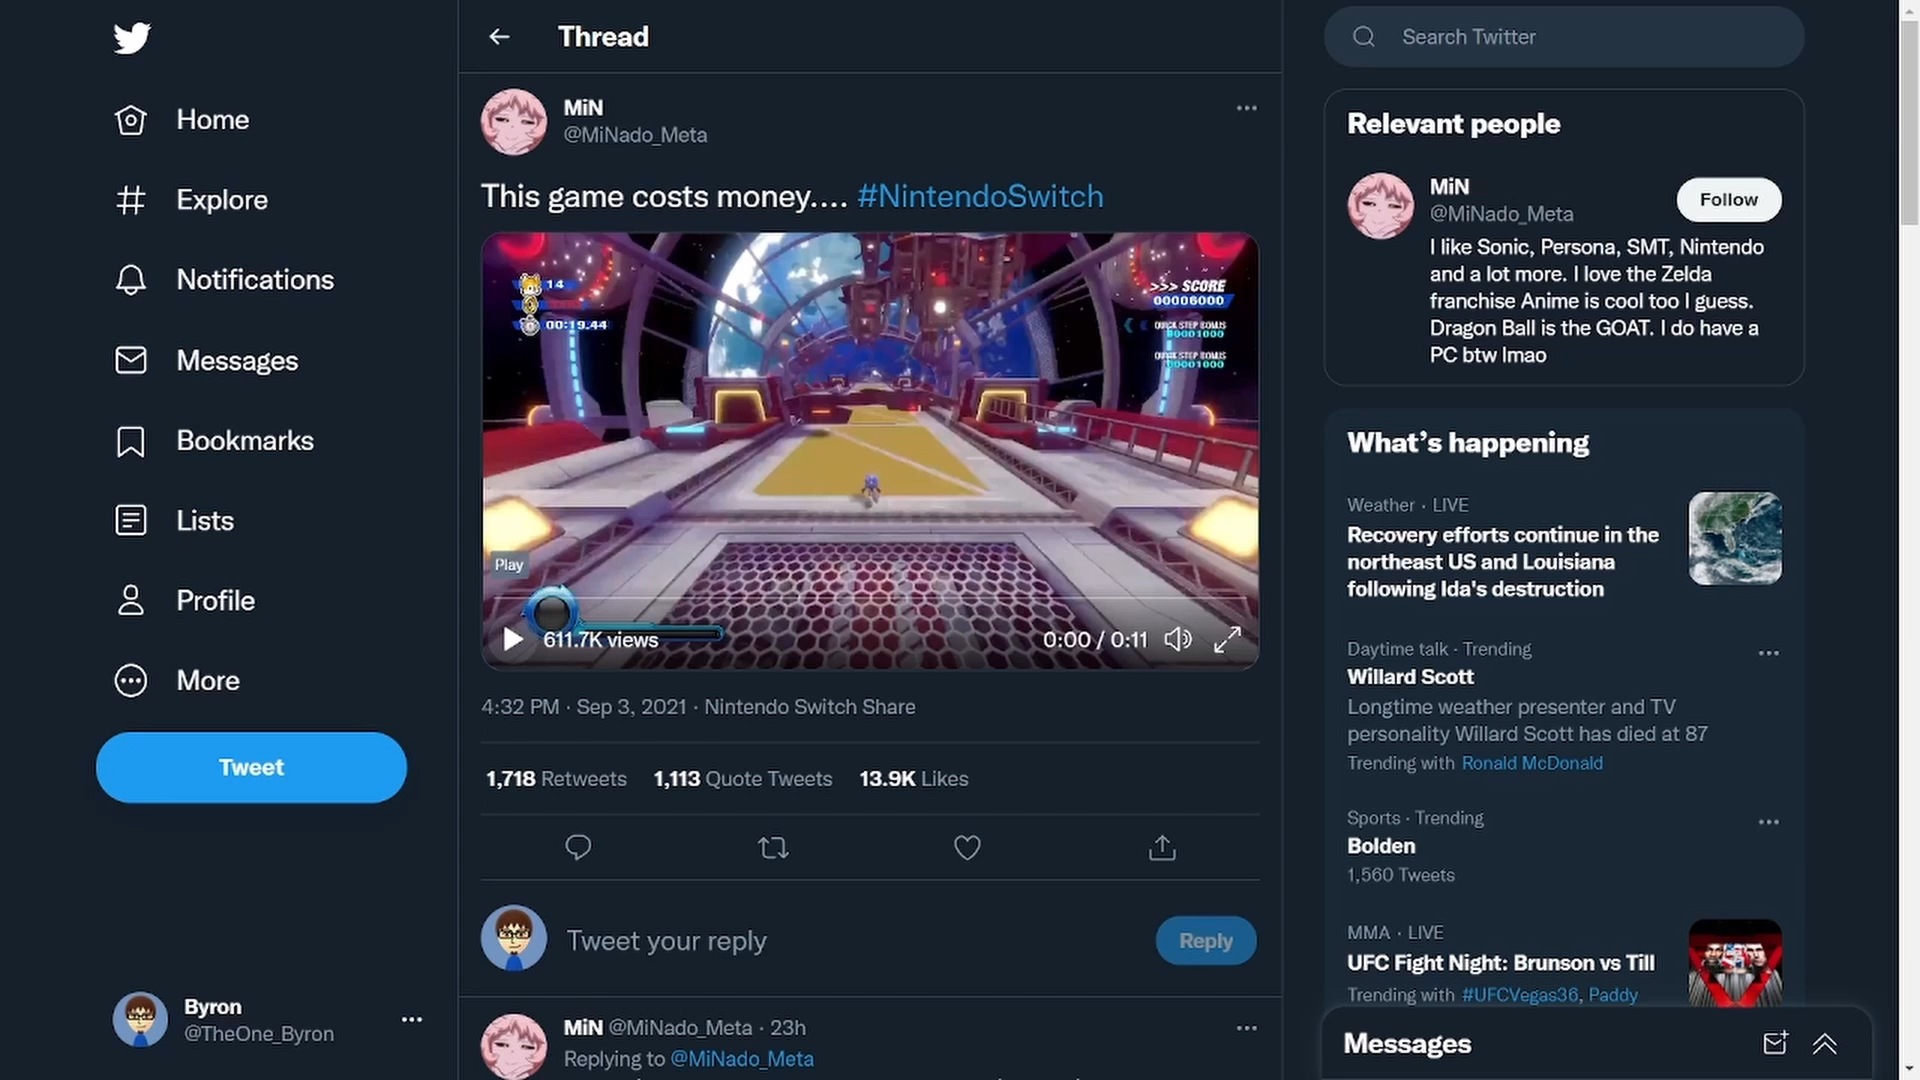 Home
Explore
Notifications
Messages
Bookmarks
Lists
Profile
More
Tweet
Byron
@TheOne_Byron
Thread
MiN
@MiNado_Meta
This game costs money.... #NintendoSwitch
14
00:19.44
>>> SCORE
00006000
QUICK STEP BONUS
00001000
QUICK STEP BONUS
00001000
Play
611.7K views
0:00 / 0:11
4:32 PM · Sep 3, 2021 · Nintendo Switch Share
1,718 Retweets 1,113 Quote Tweets 13.9K Likes
Tweet your reply
Reply
MiN @MiNado_Meta · 23h
Replying to @MiNado_Meta
Search Twitter
Relevant people
MiN
@MiNado_Meta
Follow
I like Sonic, Persona, SMT, Nintendo
and a lot more. I love the Zelda
franchise Anime is cool too I guess.
Dragon Ball is the GOAT. I do have a
PC btw lmao
What's happening
Weather · LIVE
Recovery efforts continue in the
northeast US and Louisiana
following Ida's destruction
Daytime talk · Trending
Willard Scott
Longtime weather presenter and TV
personality Willard Scott has died at 87
Trending with Ronald McDonald
Sports · Trending
Bolden
1,560 Tweets
MMA · LIVE
UFC Fight Night: Brunson vs Till
Trending with #UFCVegas36, Paddy
Messages